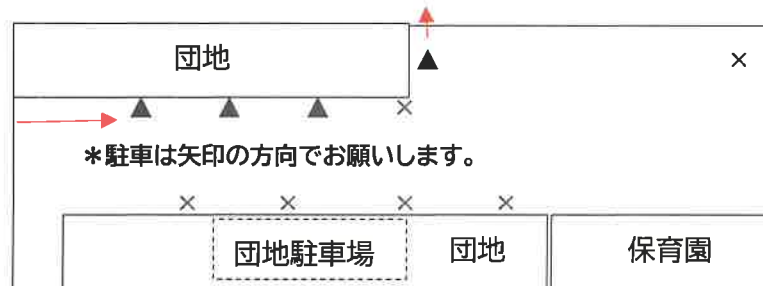 団地
▲
×
▲ ▲ ▲ ×
＊駐車は矢印の方向でお願いします。
× × × ×
団地駐車場
団地
保育園